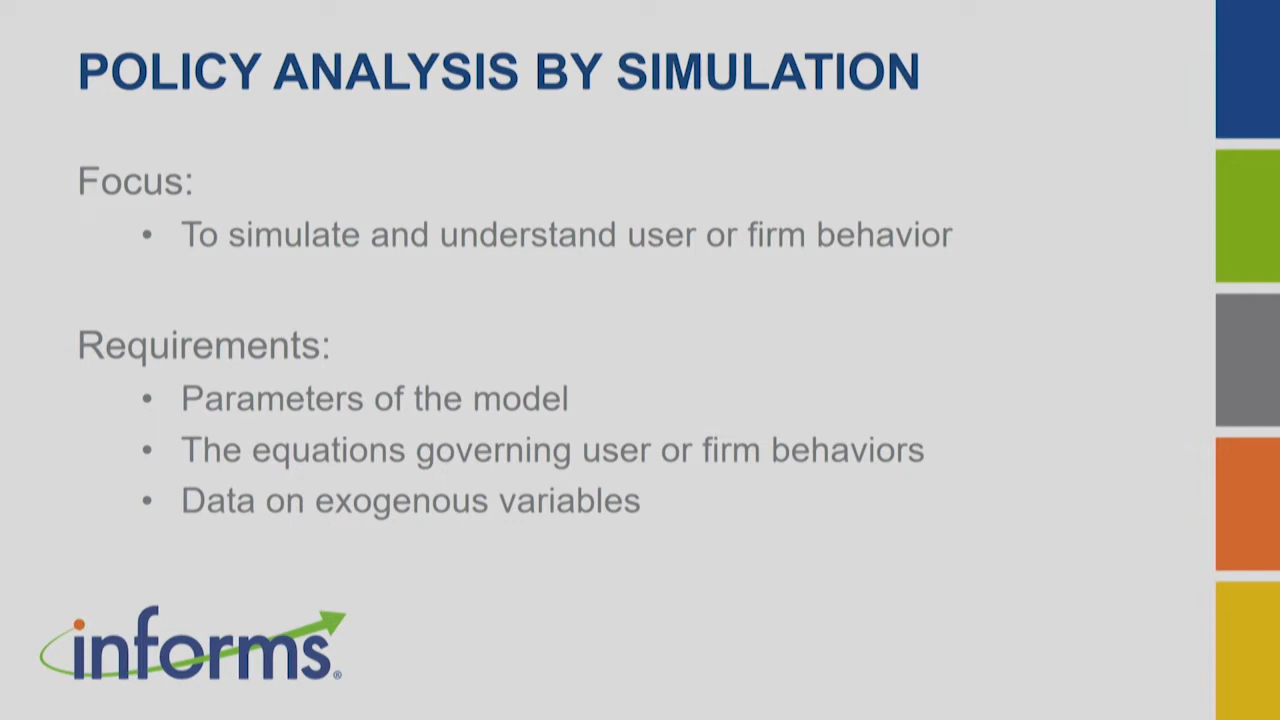 POLICY ANALYSIS BY SIMULATION
Focus:
• To simulate and understand user or firm behavior
Requirements:
• Parameters of the model
• The equations governing user or firm behaviors
• Data on exogenous variables
informs®